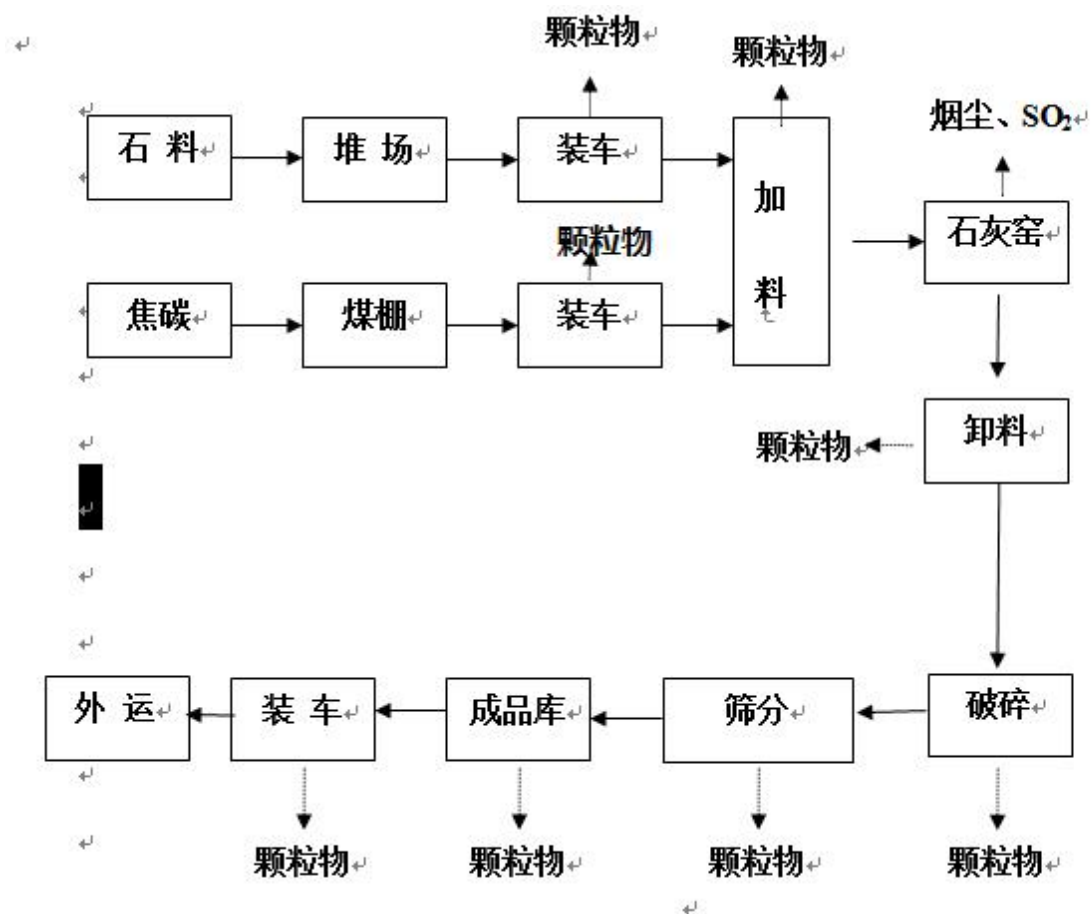 颗粒物
颗粒物
烟尘、SO₂
石 料
堆 场
装车
加
料
石灰窑
颗粒物
焦碳
煤棚
装车
卸料
颗粒物
外 运
装 车
成品库
筛分
破碎
颗粒物
颗粒物
颗粒物
颗粒物